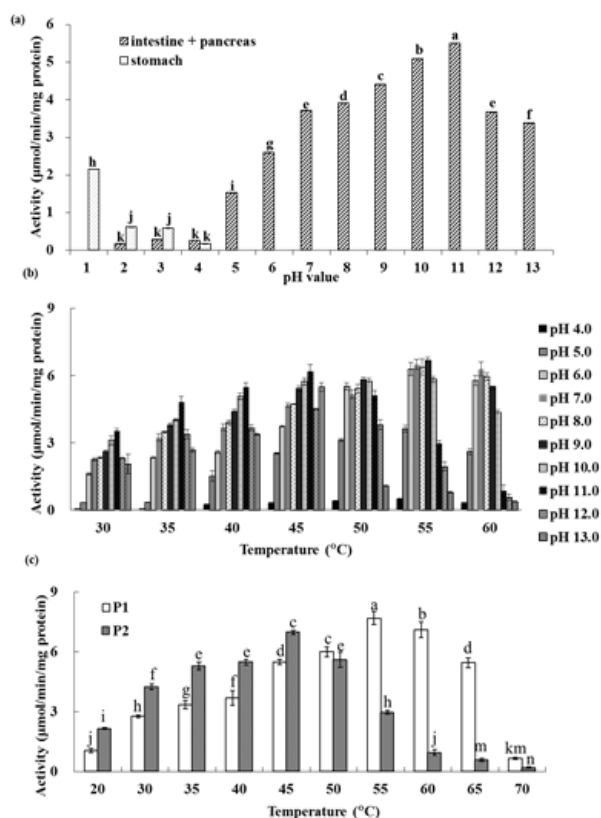 (a)
intestine + pancreas
stomach
Activity (µmol/min/mg protein)
6
5
4
3
2
1
0
h
k j
k j
k k
i
g
e
d
c
b
a
e
f
1 2 3 4 5 6 7 8 9 10 11 12 13
pH value
(b)
Activity (µmol/min/mg protein)
9
6
3
0
30 35 40 45 50 55 60
Temperature (°C)
pH 4.0
pH 5.0
pH 6.0
pH 7.0
pH 8.0
pH 9.0
pH 10.0
pH 11.0
pH 12.0
pH 13.0
(c)
P1
P2
Activity (µmol/min/mg protein)
9
6
3
0
j i
h f
g e
f e
d c
c e
a h
b j
d m
km n
20 30 35 40 45 50 55 60 65 70
Temperature (°C)